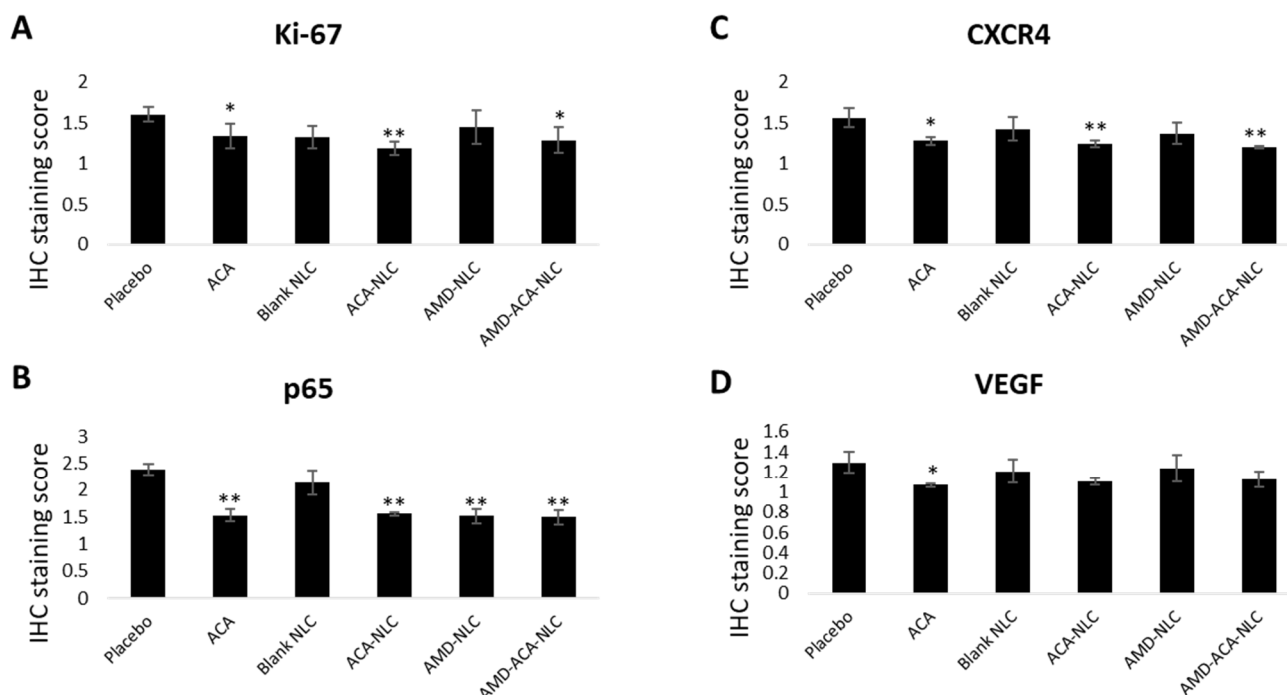 A
Ki-67
IHC staining score
2
1.5
1
0.5
0
*
**
*
Placebo
ACA
Blank NLC
ACA-NLC
AMD-NLC
AMD-ACA-NLC
B
p65
IHC staining score
3
2.5
2
1.5
1
0.5
0
**
**
**
**
Placebo
ACA
Blank NLC
ACA-NLC
AMD-NLC
AMD-ACA-NLC
C
CXCR4
IHC staining score
2
1.5
1
0.5
0
*
**
**
Placebo
ACA
Blank NLC
ACA-NLC
AMD-NLC
AMD-ACA-NLC
D
VEGF
IHC staining score
1.6
1.4
1.2
1
0.8
0.6
0.4
0.2
0
*
Placebo
ACA
Blank NLC
ACA-NLC
AMD-NLC
AMD-ACA-NLC